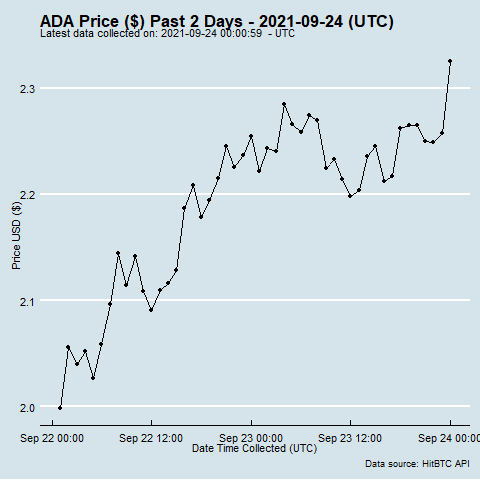 ADA Price ($) Past 2 Days - 2021-09-24 (UTC)
Latest data collected on: 2021-09-24 00:00:59  - UTC
2.3
2.2
2.1
2.0
Price USD ($)
Sep 22 00:00 Sep 22 12:00 Sep 23 00:00 Sep 23 12:00 Sep 24 00:00
Date Time Collected (UTC)
Data source: HitBTC API